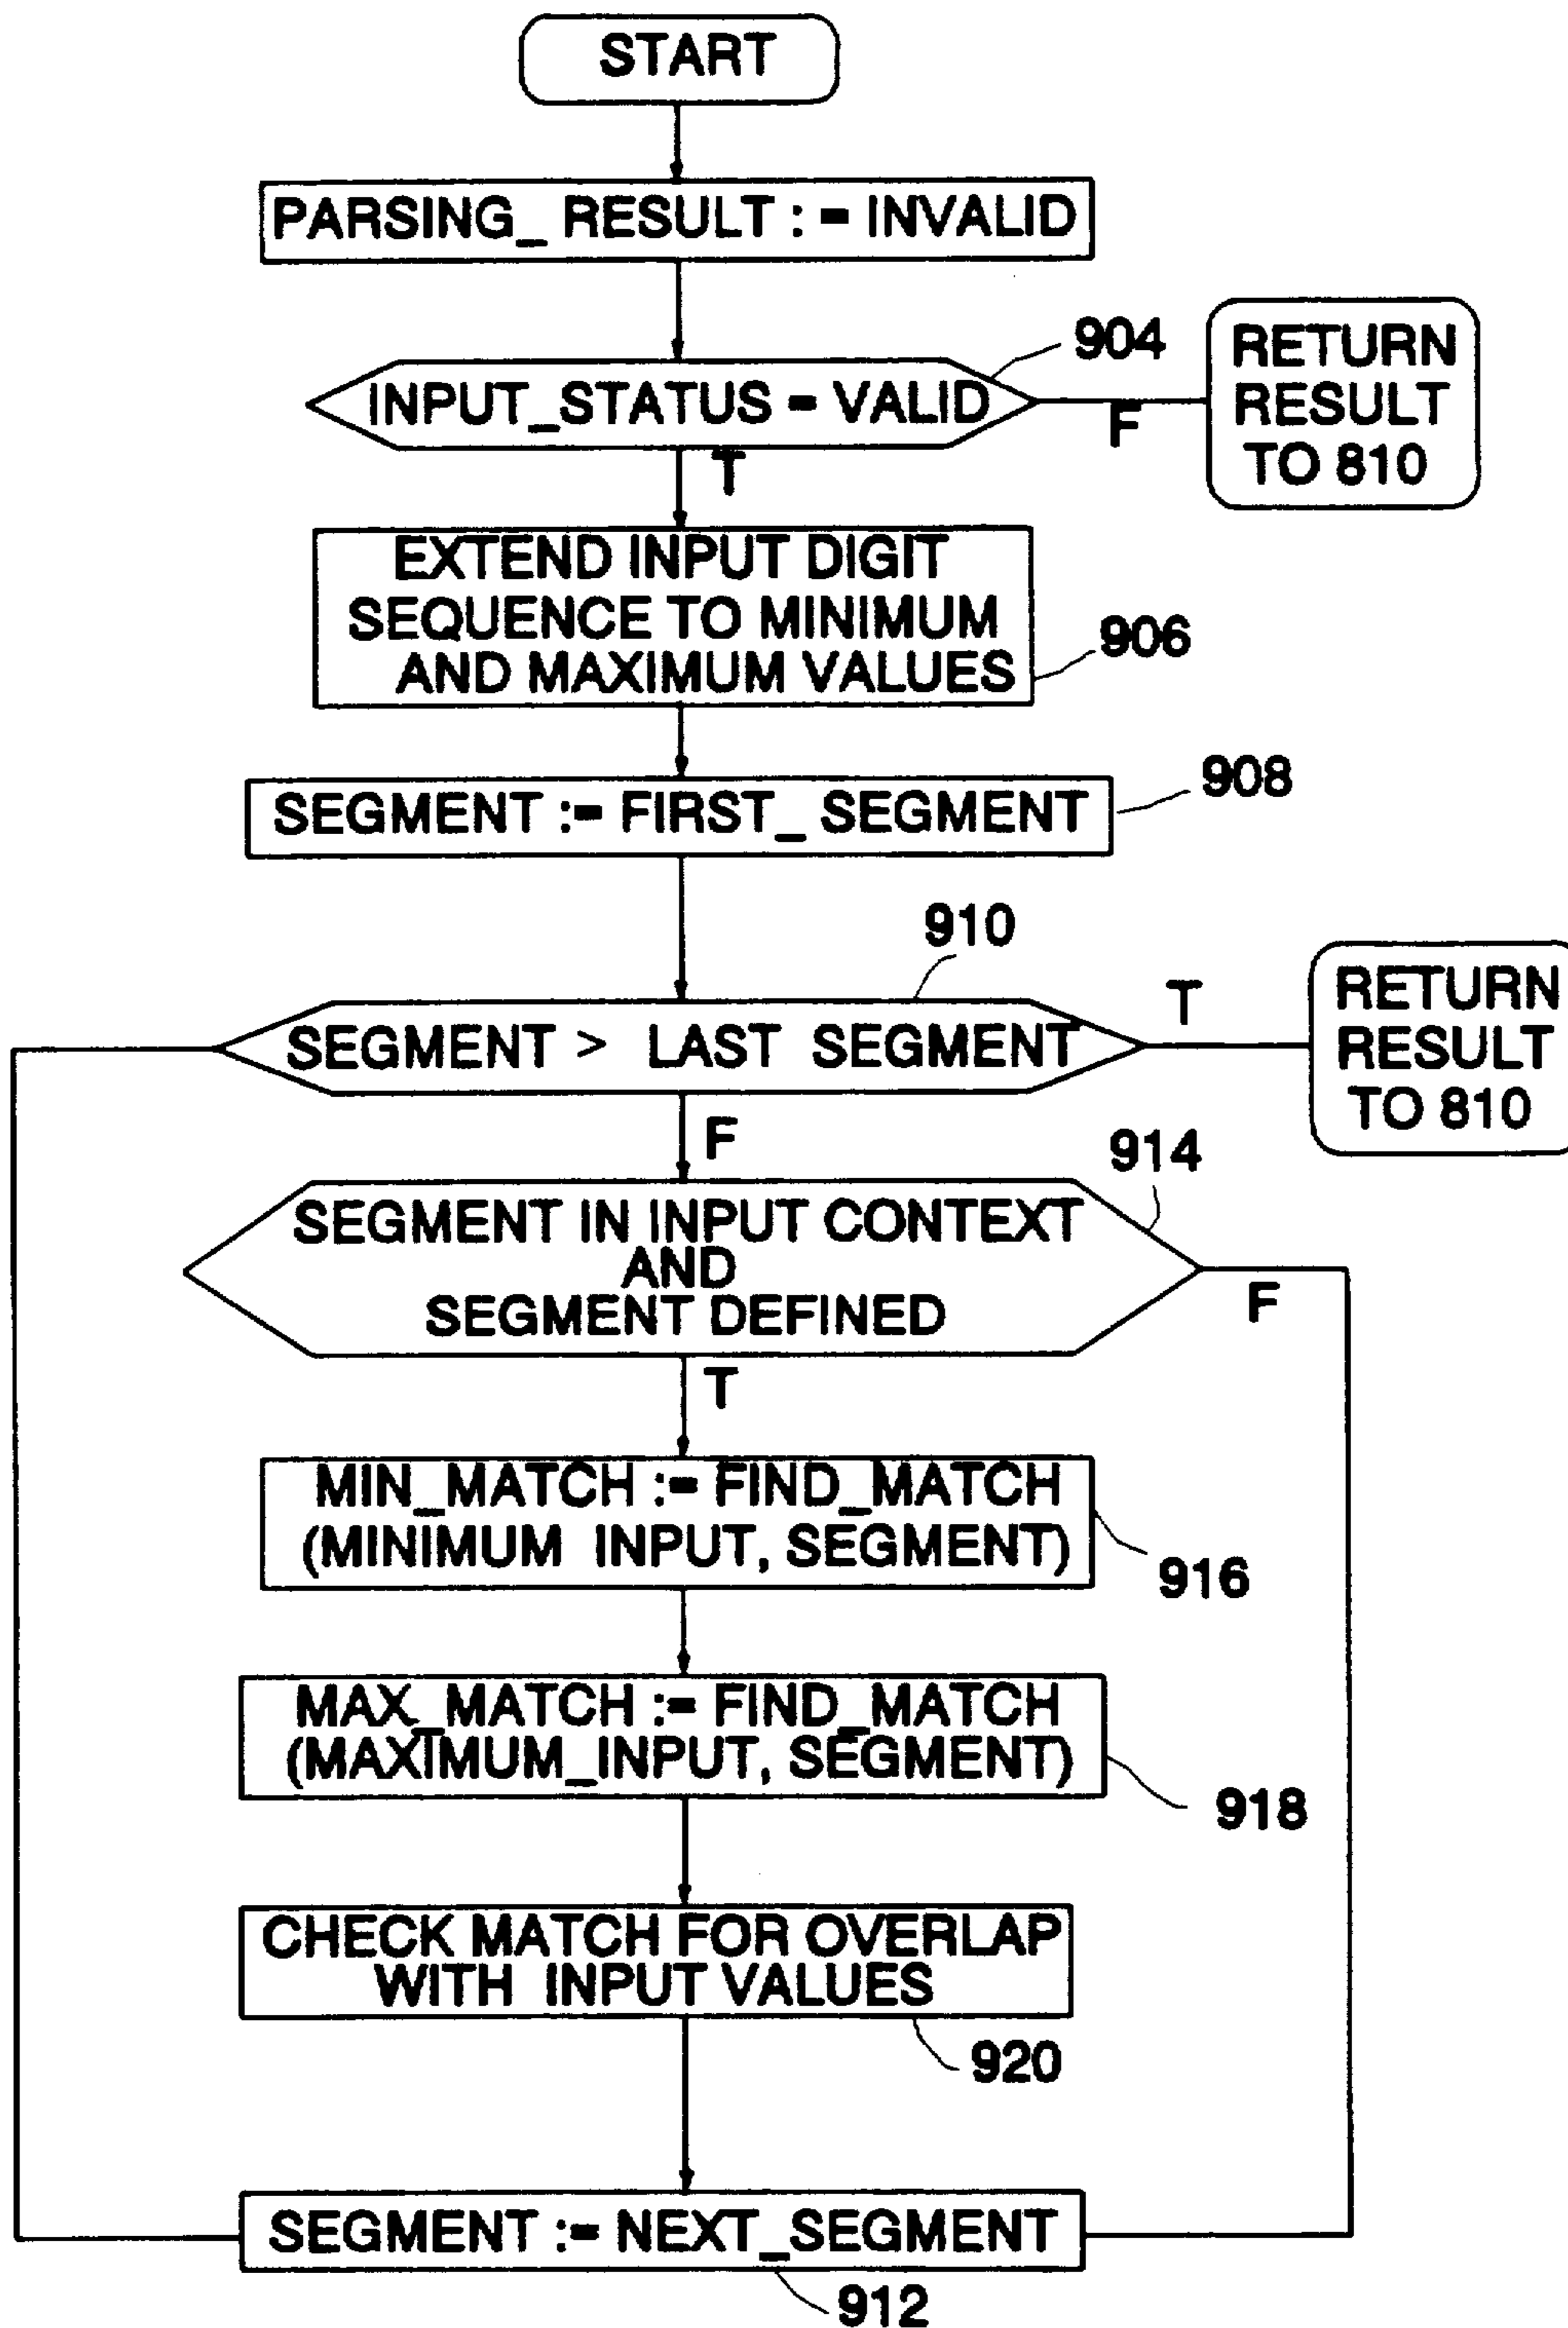 START
PARSING_ RESULT : = INVALID
904
INPUT_STATUS = VALID
F
RETURN
RESULT
TO 810
T
EXTEND INPUT DIGIT
SEQUENCE TO MINIMUM
AND MAXIMUM VALUES
906
SEGMENT := FIRST_ SEGMENT
908
910
SEGMENT > LAST SEGMENT
T
RETURN
RESULT
TO 810
F
914
SEGMENT IN INPUT CONTEXT
AND
SEGMENT DEFINED
F
T
MIN_MATCH := FIND_MATCH
(MINIMUM INPUT, SEGMENT)
916
MAX_MATCH := FIND_MATCH
(MAXIMUM_INPUT, SEGMENT)
918
CHECK MATCH FOR OVERLAP
WITH INPUT VALUES
920
SEGMENT := NEXT_SEGMENT
912